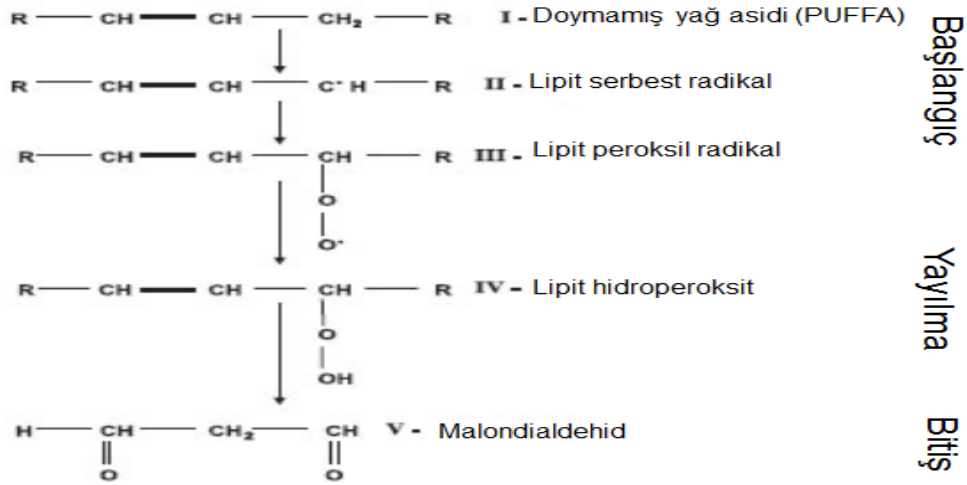 R CH CH CH₂ R I - Doymamış yağ asidi (PUFFA)
R CH CH C· H R II - Lipit serbest radikal
R CH CH CH R III - Lipit peroksil radikal
O
O·
R CH CH CH R IV - Lipit hidroperoksit
O
OH
H CH CH₂ CH V - Malondialdehid
O O
Başlangıç
Yayılma
Bitiş